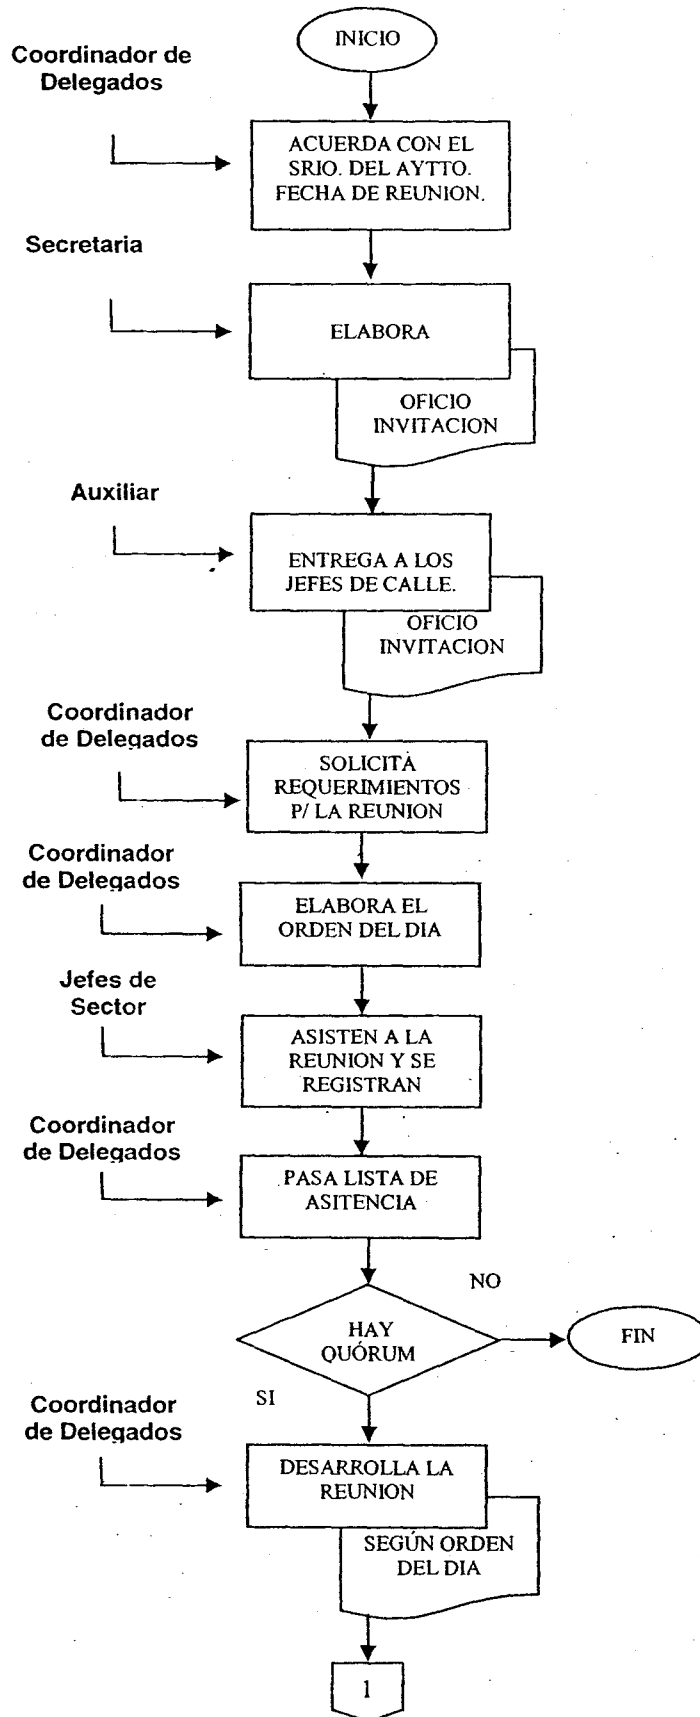 INICIO
Coordinador de
Delegados
ACUERDA CON EL
SRIO. DEL AYTTO.
FECHA DE REUNION.
Secretaria
ELABORA
OFICIO
INVITACION
Auxiliar
ENTREGA A LOS
JEFES DE CALLE.
OFICIO
INVITACION
Coordinador
de Delegados
SOLICITA
REQUERIMIENTOS
P/ LA REUNION
Coordinador
de Delegados
ELABORA EL
ORDEN DEL DIA
Jefes de
Sector
ASISTEN A LA
REUNION Y SE
REGISTRAN
Coordinador
de Delegados
PASA LISTA DE
ASITENCIA
NO
HAY
QUÓRUM
FIN
SI
Coordinador
de Delegados
DESARROLLA LA
REUNION
SEGÚN ORDEN
DEL DIA
1